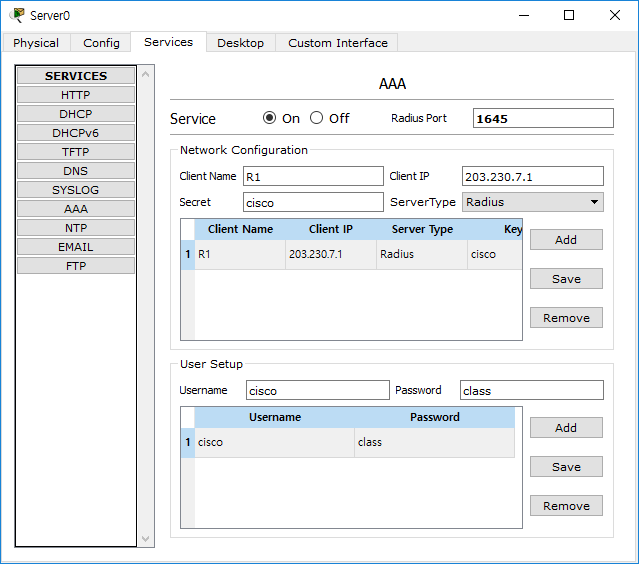 Server0
Physical Config Services Desktop Custom Interface
SERVICES
HTTP
DHCP
DHCPv6
TFTP
DNS
SYSLOG
AAA
NTP
EMAIL
FTP
AAA
Service On Off Radius Port 1645
Network Configuration
Client Name R1 Client IP 203.230.7.1
Secret cisco ServerType Radius
Client Name Client IP Server Type Key
1 R1 203.230.7.1 Radius cisco
Add
Save
Remove
User Setup
Username cisco Password class
Username Password
1 cisco class
Add
Save
Remove